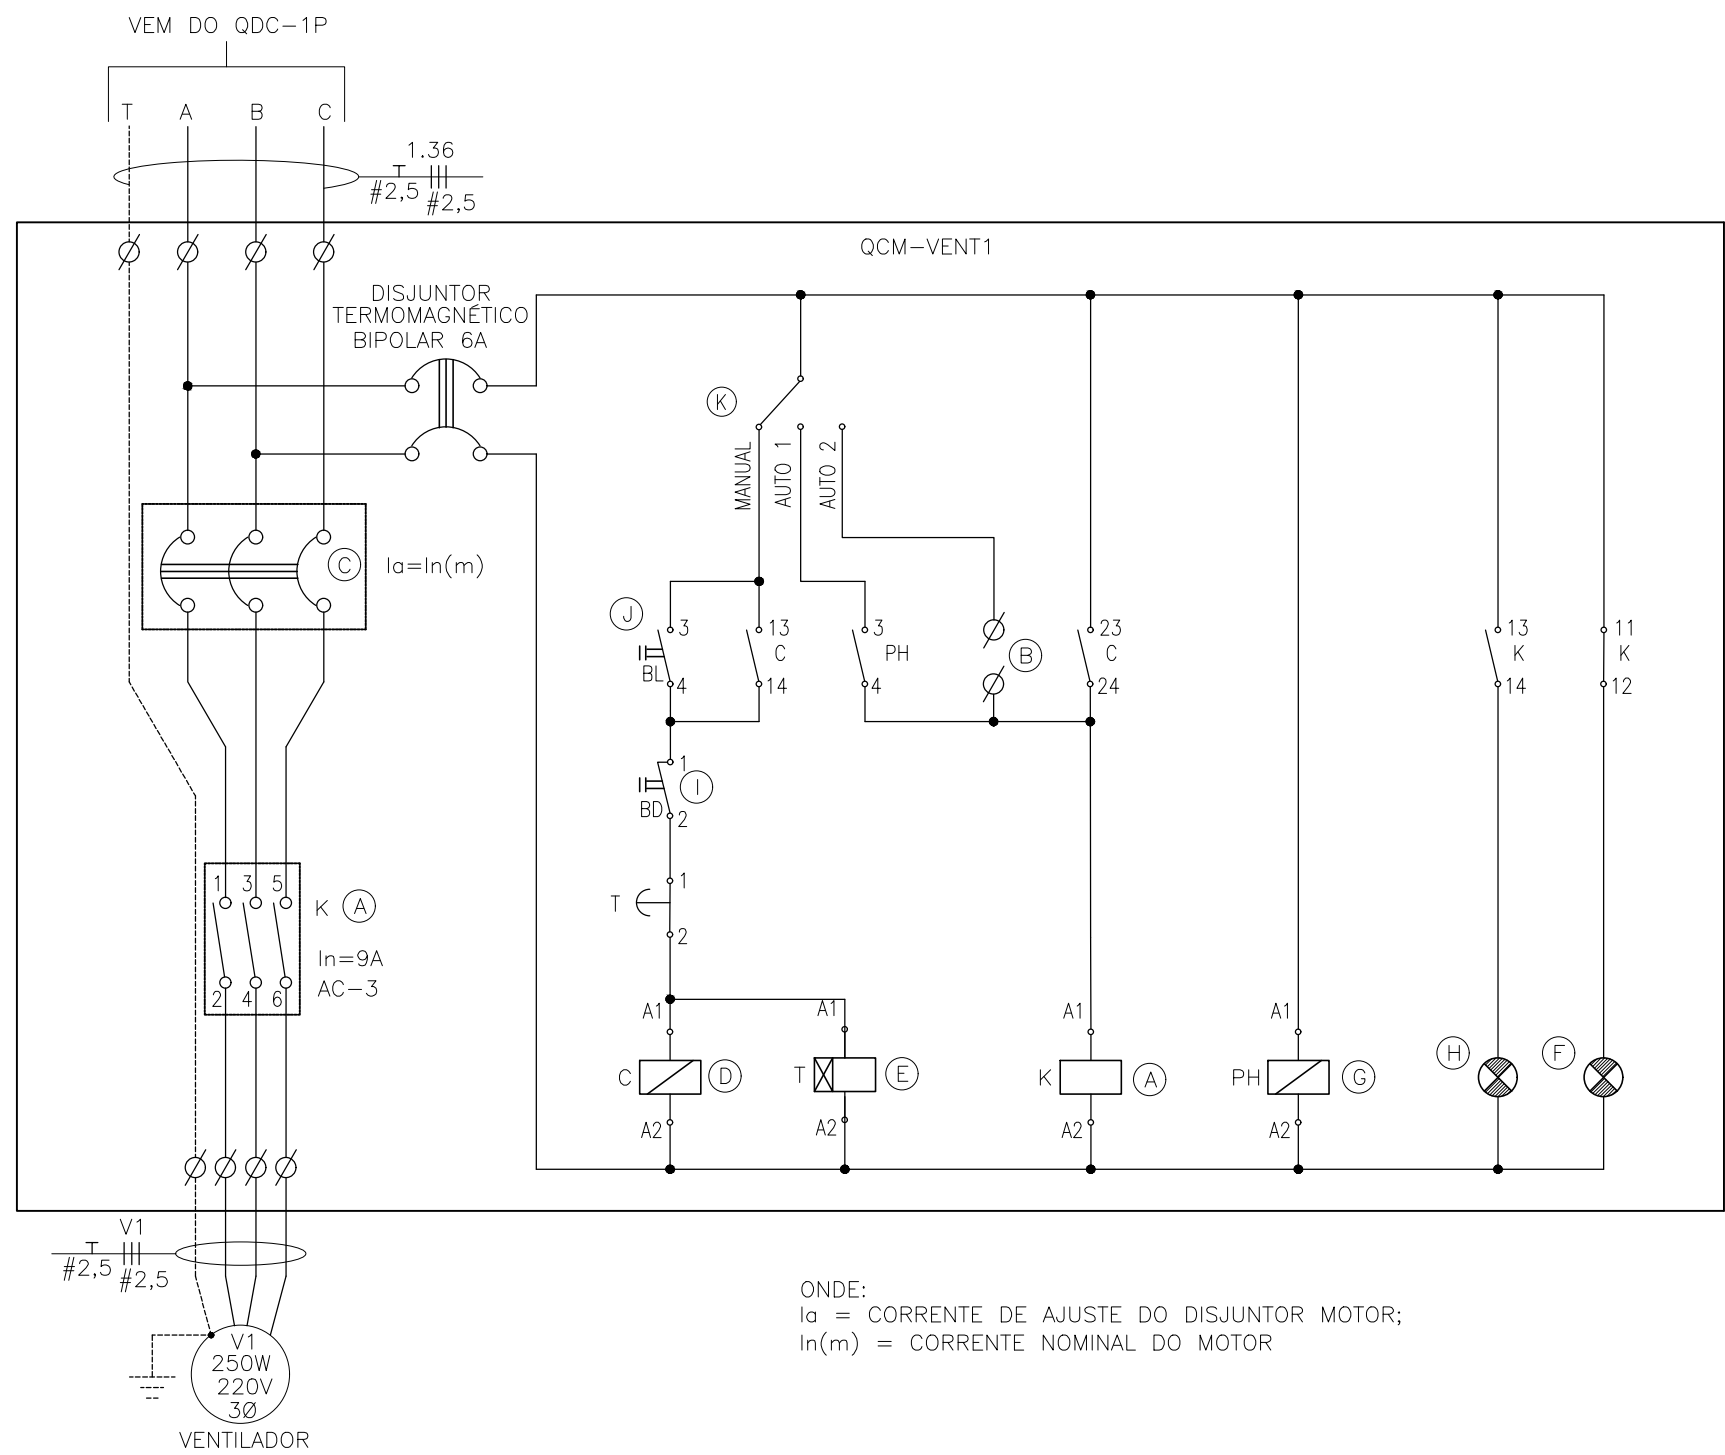 VEM DO QDC-1P
T A B C
1.36
#2,5
#2,5
QCM-VENT1
DISJUNTOR
TERMOMAGNÉTICO
BIPOLAR 6A
K
MANUAL
AUTO 1
AUTO 2
C
Ia=In(m)
J
3
BL
4
13
C
14
3
PH
4
B
23
C
24
13
K
14
11
K
12
1
I
BD
2
1
T
2
1 3 5
K A
In=9A
AC-3
2 4 6
A1
C D
A2
A1
T E
A2
A1
K A
A2
A1
PH G
A2
H
F
V1
#2,5
#2,5
V1
250W
220V
3Ø
VENTILADOR
ONDE:
Ia = CORRENTE DE AJUSTE DO DISJUNTOR MOTOR;
In(m) = CORRENTE NOMINAL DO MOTOR